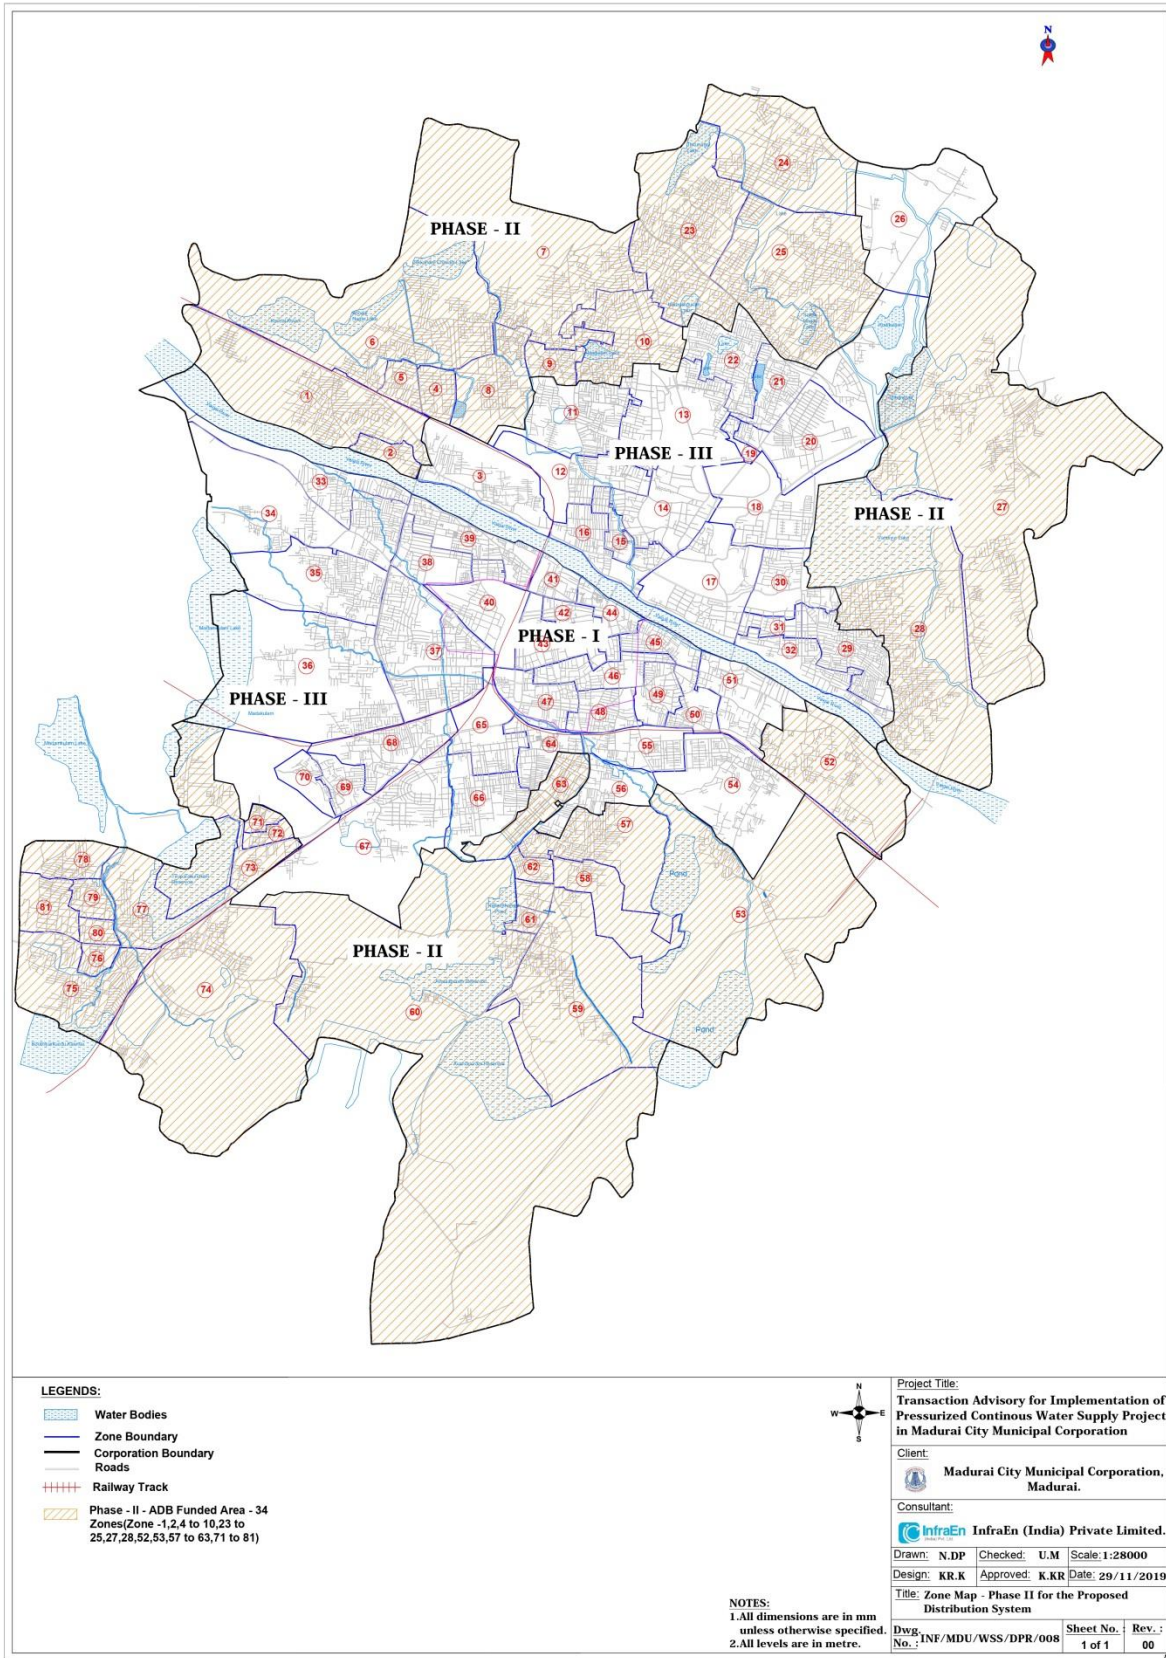 N
24
26
PHASE - II
23
7
25
6
10
22
9
5
4
8
21
1
11
13
20
PHASE - III
19
2
12
3
33
14
18
27
34
PHASE - II
16
39
15
38
35
41
17
30
40
42
44
31
28
PHASE - I
45
29
43
32
37
36
46
51
PHASE - III
49
47
48
50
65
68
64
55
52
70
69
63
56
54
66
71
57
72
67
78
62
73
58
79
81
77
53
61
80
PHASE - II
76
75
74
60
59
Pond
Pond
LEGENDS:
Water Bodies
Zone Boundary
Corporation Boundary
Roads
Railway Track
Phase - II - ADB Funded Area - 34
Zones(Zone -1,2,4 to 10,23 to
25,27,28,52,53,57 to 63,71 to 81)
N
W E
S
NOTES:
1.All dimensions are in mm
unless otherwise specified.
2.All levels are in metre.
Project Title:
Transaction Advisory for Implementation of
Pressurized Continous Water Supply Project
in Madurai City Municipal Corporation
Client:
Madurai City Municipal Corporation,
Madurai.
Consultant:
InfraEn InfraEn (India) Private Limited.
Drawn: N.DP Checked: U.M Scale:1:28000
Design: KR.K Approved: K.KR Date: 29/11/2019
Title: Zone Map - Phase II for the Proposed
Distribution System
Dwg. No. : INF/MDU/WSS/DPR/008 Sheet No. : 1 of 1 Rev. : 00